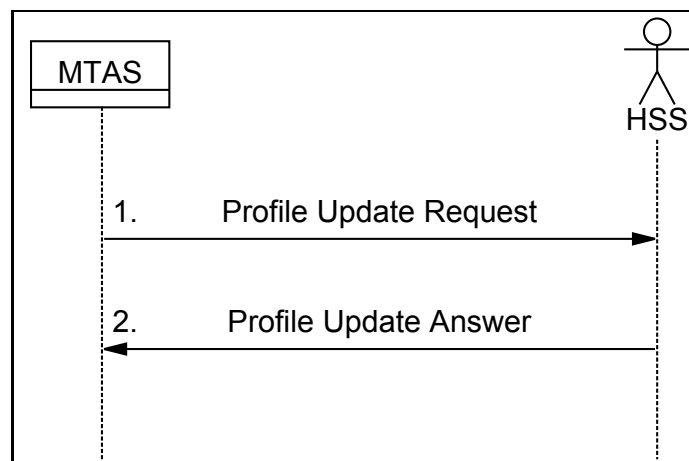 MTAS
HSS
1. Profile Update Request
2. Profile Update Answer